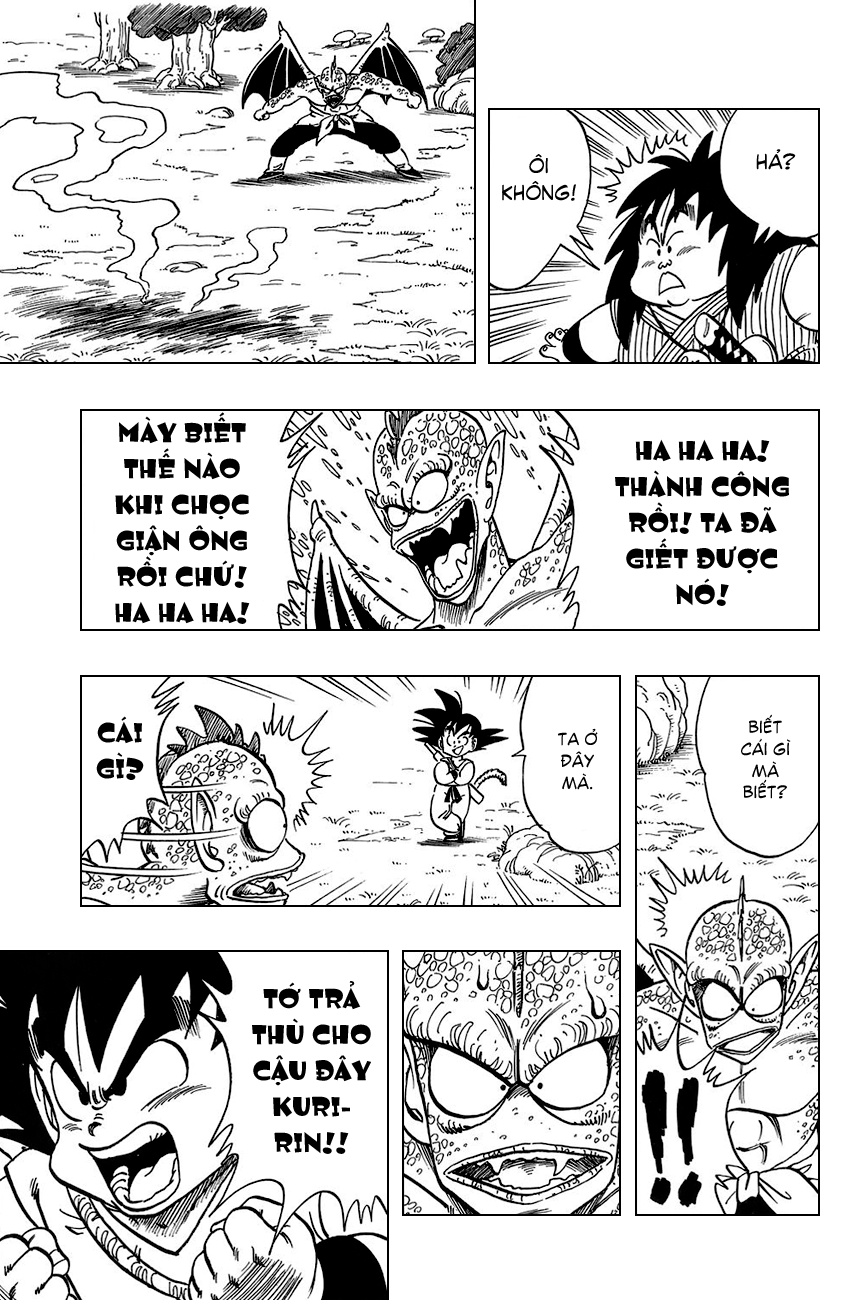 HẢ?
ÔI
KHÔNG!
HA HA HA!
THÀNH CÔNG
RỒI! TA ĐÃ
GIẾT ĐƯỢC
NÓ!
MÀY BIẾT
THẾ NÀO
KHI CHỌC
GIẬN ÔNG
RỒI CHỨ!
HA HA HA!
BIẾT
CÁI GÌ
MÀ
BIẾT?
!!
TA Ở
ĐÂY
MÀ.
CÁI
GÌ?
TỚ TRẢ
THÙ CHO
CẬU ĐÂY
KURI-
RIN!!